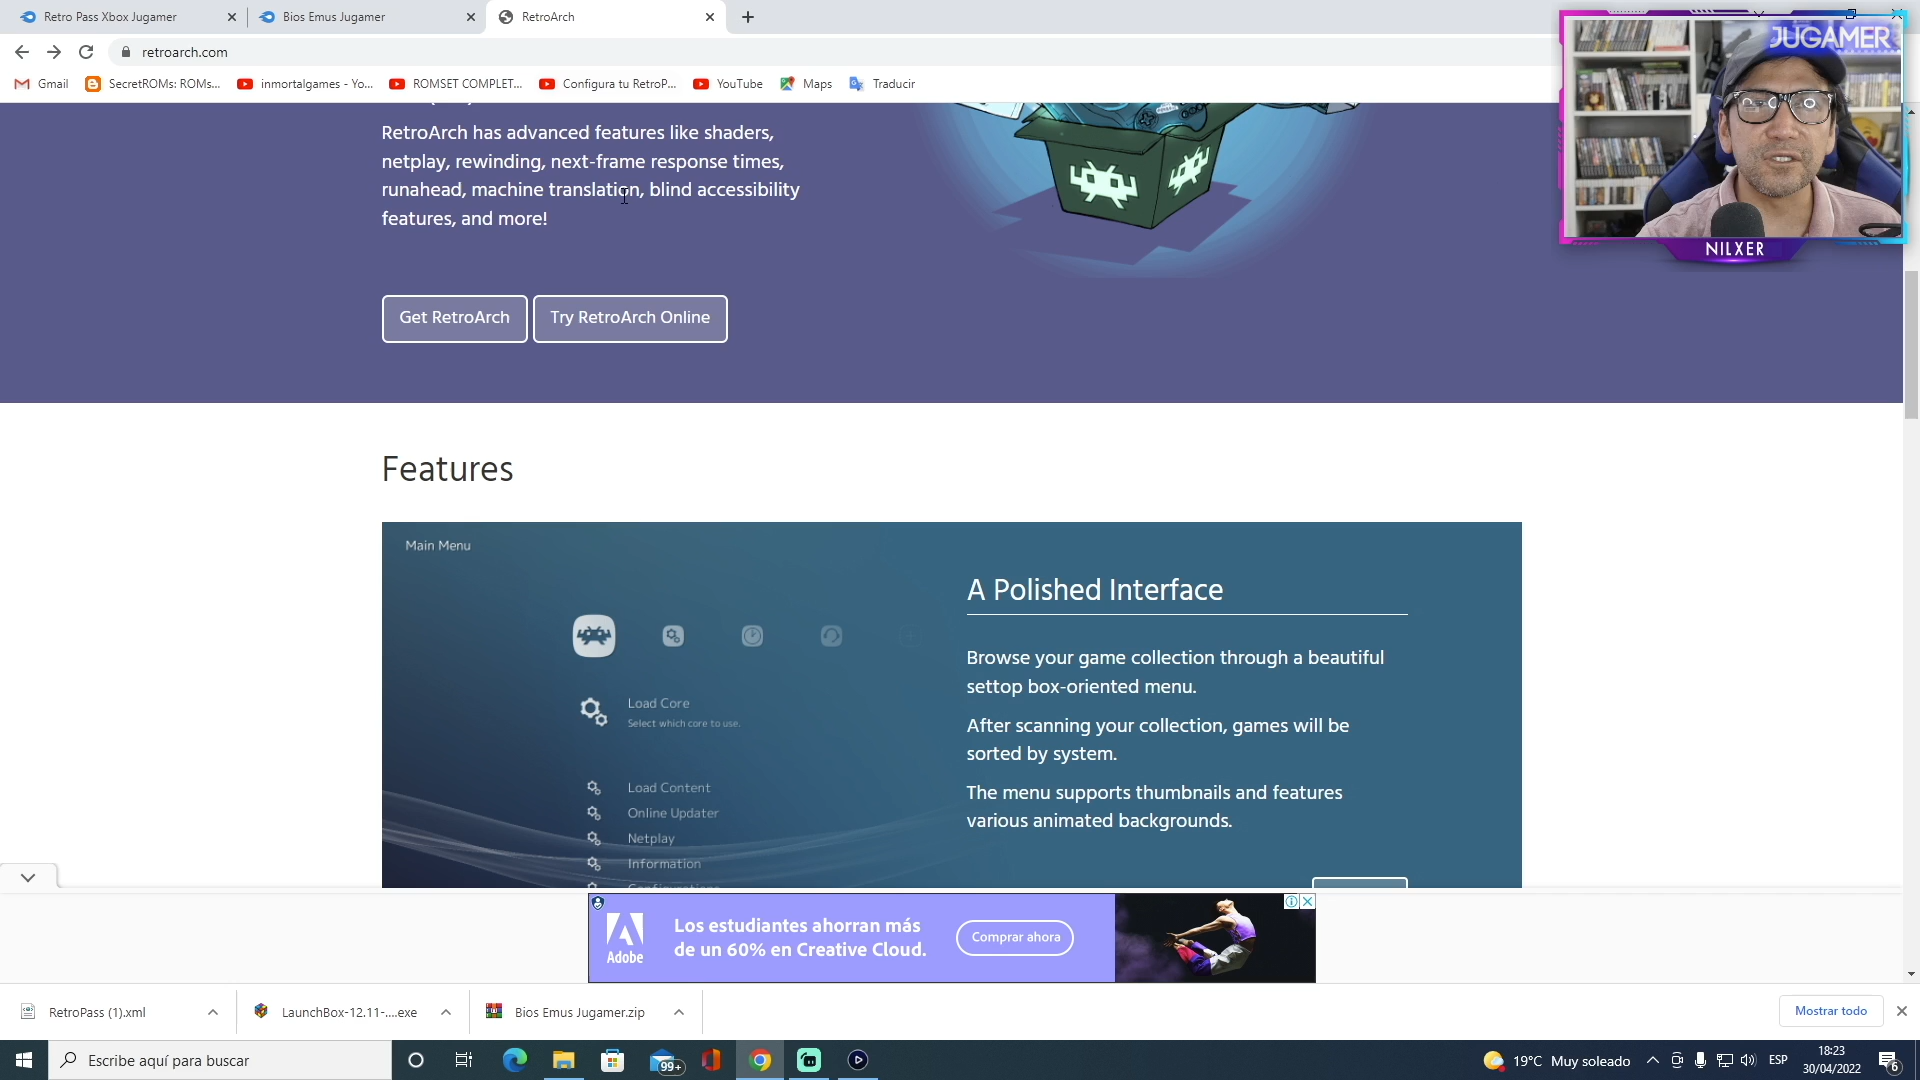 Retro Pass Xbox Jugamer
Bios Emus Jugamer
RetroArch
retroarch.com
Gmail
SecretROMs: ROMs...
inmortalgames - Yo...
ROMSET COMPLET...
Configura tu RetroP...
YouTube
Maps
Traducir
JUGAMER
NILXER
RetroArch has advanced features like shaders,
netplay, rewinding, next-frame response times,
runahead, machine translation, blind accessibility
features, and more!
Get RetroArch
Try RetroArch Online
Features
Main Menu
Load Core
Select which core to use.
Load Content
Online Updater
Netplay
Information
A Polished Interface
Browse your game collection through a beautiful
settop box-oriented menu.
After scanning your collection, games will be
sorted by system.
The menu supports thumbnails and features
various animated backgrounds.
Adobe
Los estudiantes ahorran más
de un 60% en Creative Cloud.
Comprar ahora
RetroPass (1).xml
LaunchBox-12.11-....exe
Bios Emus Jugamer.zip
Mostrar todo
Escribe aquí para buscar
99+
19°C Muy soleado
ESP
18:23
30/04/2022
6